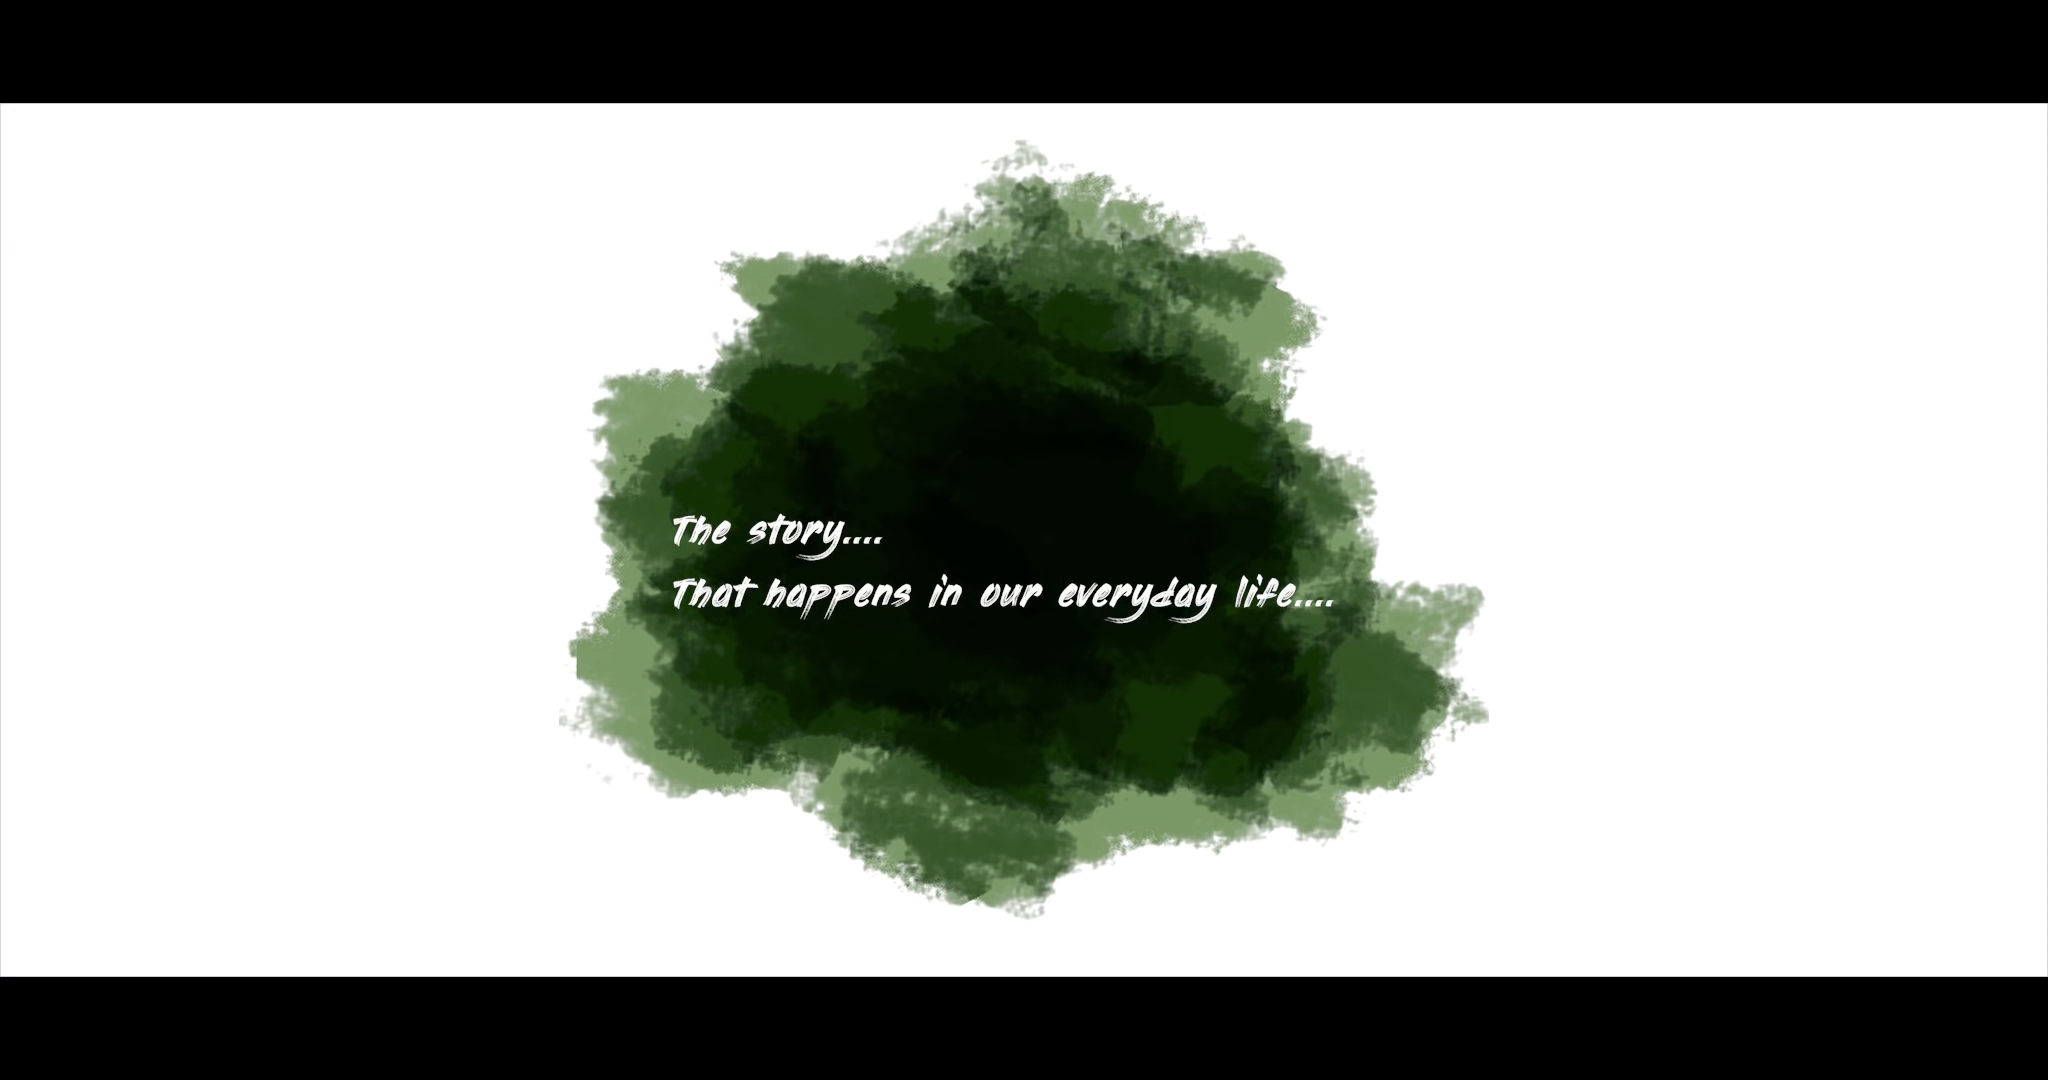 The story....
That happens in our everyday life....